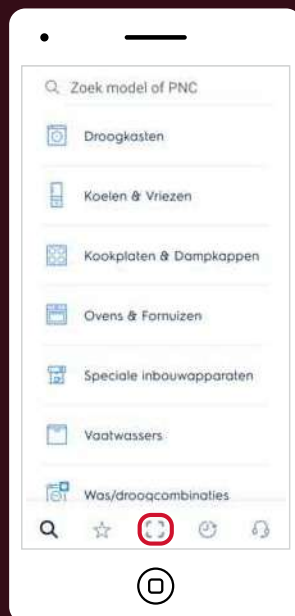 Zoek model of PNC
Droogkasten
Koelen & Vriezen
Kookplaten & Dampkappen
Ovens & Fornuizen
Speciale inbouwapparaten
Vaatwassers
Was/droogcombinaties